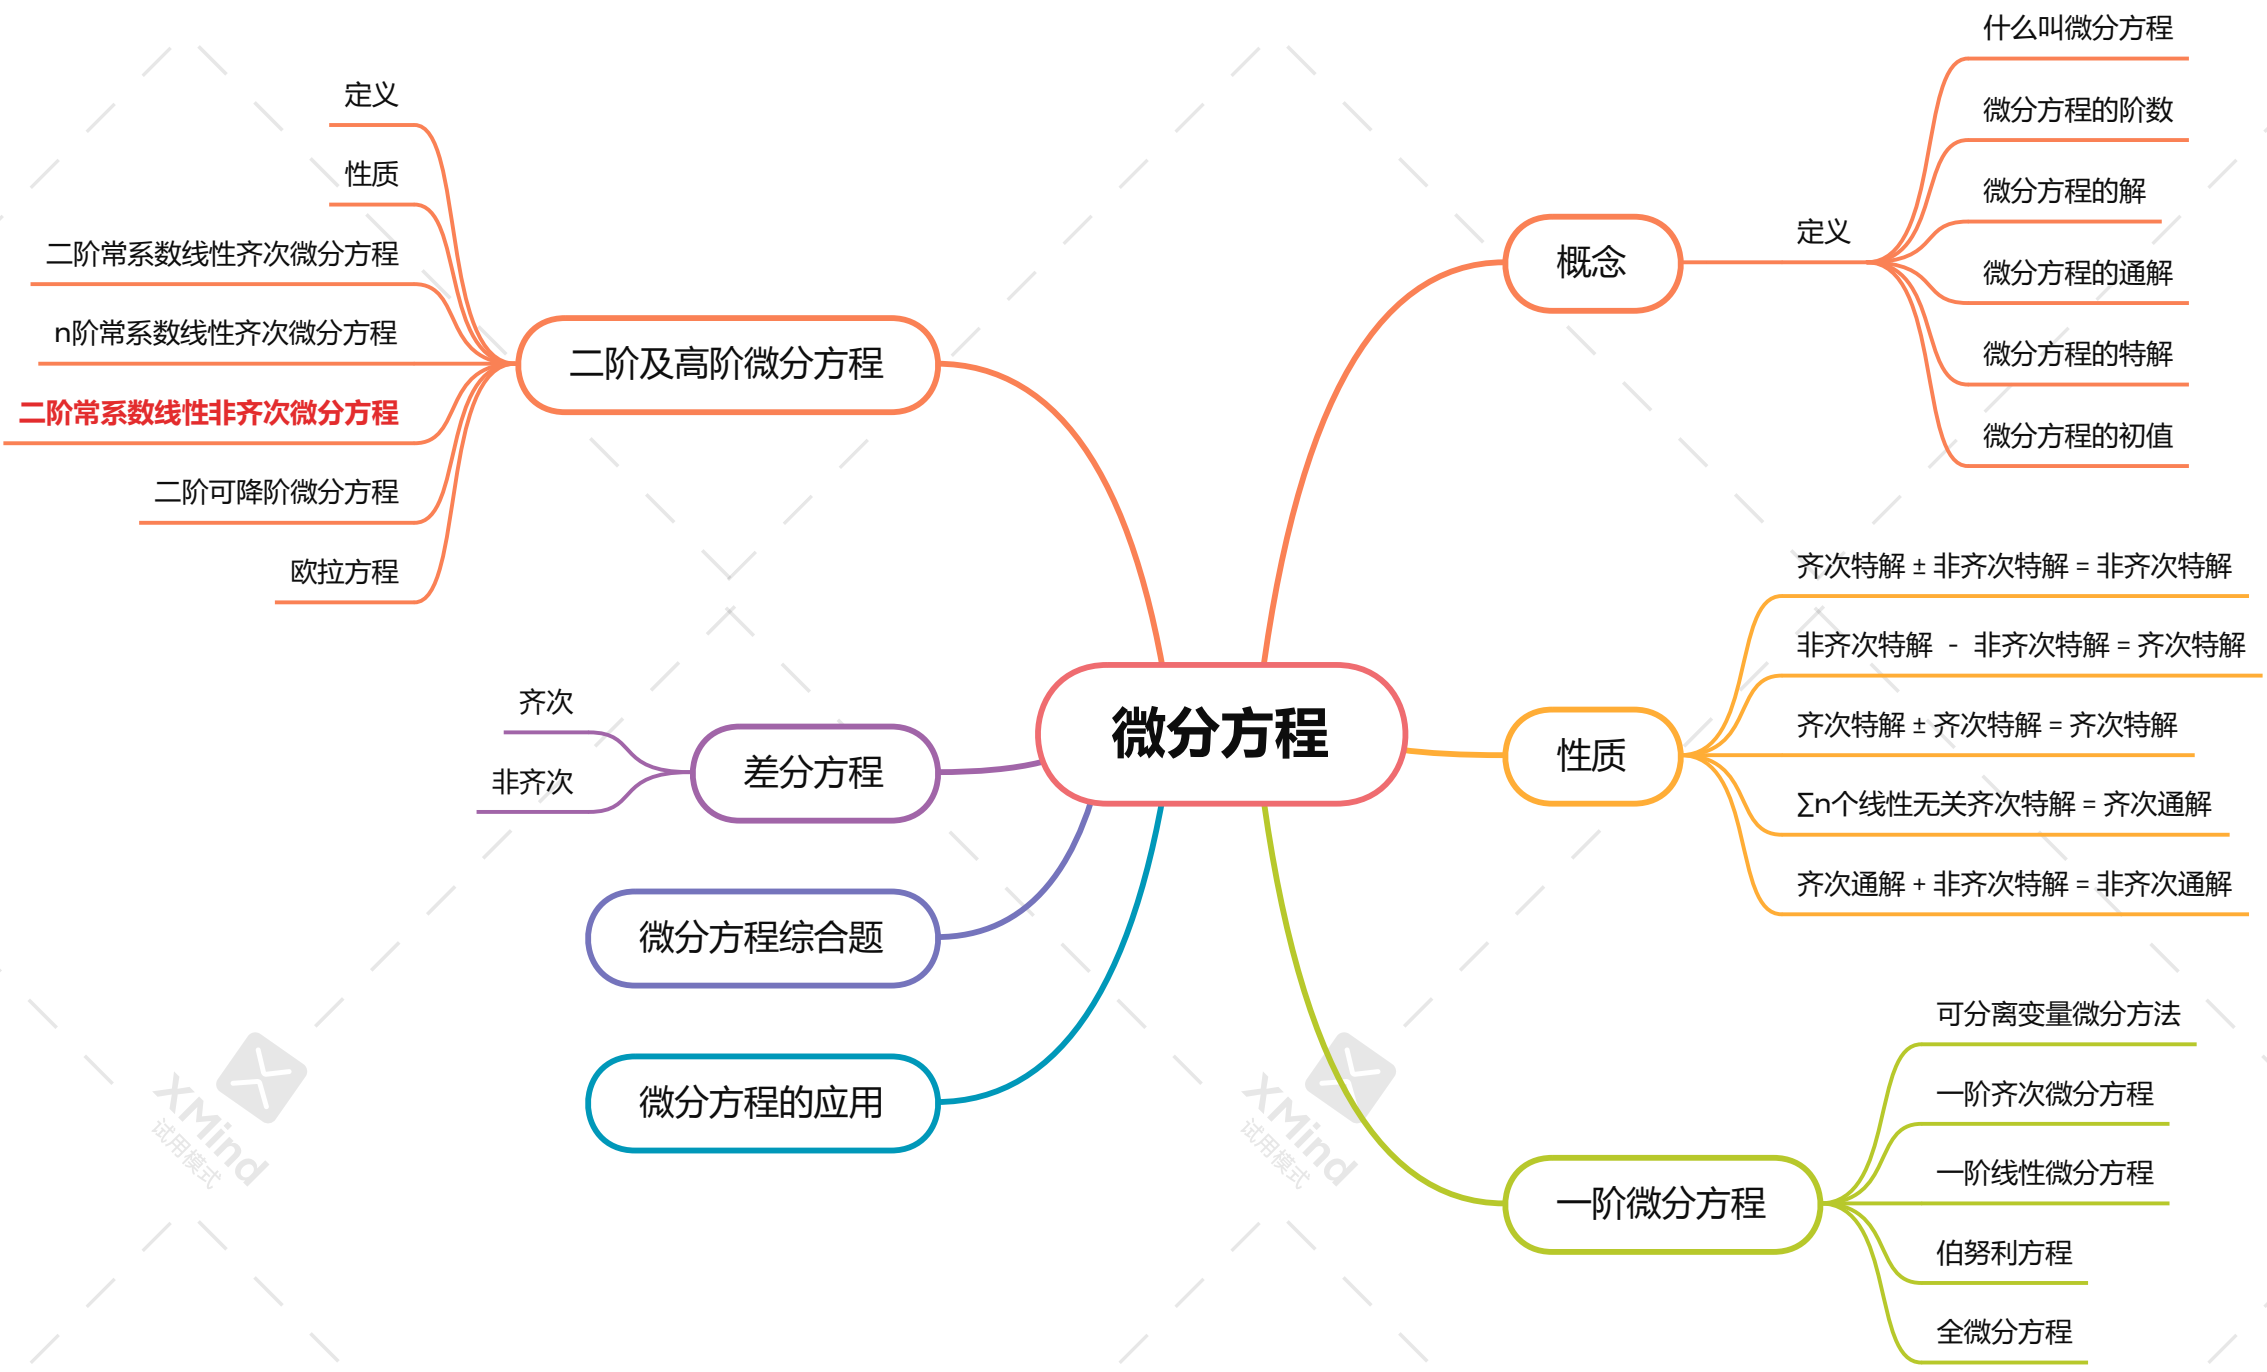 微分方程
概念
定义
什么叫微分方程
微分方程的阶数
微分方程的解
微分方程的通解
微分方程的特解
微分方程的初值
性质
齐次特解 ± 非齐次特解 = 非齐次特解
非齐次特解 - 非齐次特解 = 齐次特解
齐次特解 ± 齐次特解 = 齐次特解
∑n个线性无关齐次特解 = 齐次通解
齐次通解 + 非齐次特解 = 非齐次通解
一阶微分方程
可分离变量微分方法
一阶齐次微分方程
一阶线性微分方程
伯努利方程
全微分方程
二阶及高阶微分方程
定义
性质
二阶常系数线性齐次微分方程
n阶常系数线性齐次微分方程
二阶常系数线性非齐次微分方程
二阶可降阶微分方程
欧拉方程
差分方程
齐次
非齐次
微分方程综合题
微分方程的应用
XMind
试用模式
XMind
试用模式